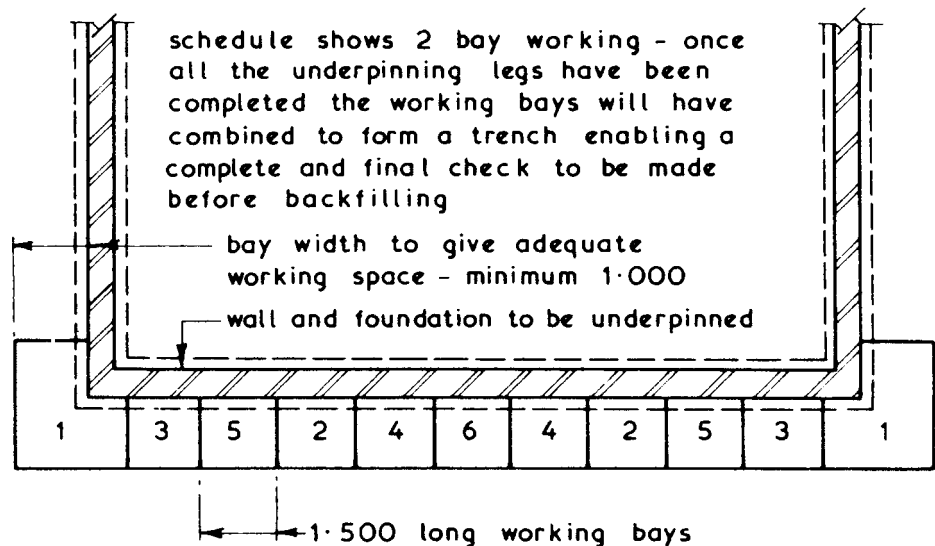 schedule shows 2 bay working - once
all the underpinning legs have been
completed the working bays will have
combined to form a trench enabling a
complete and final check to be made
before backfilling
bay width to give adequate
working space - minimum 1·000
wall and foundation to be underpinned
1 3 5 2 4 6 4 2 5 3 1
1·500 long working bays